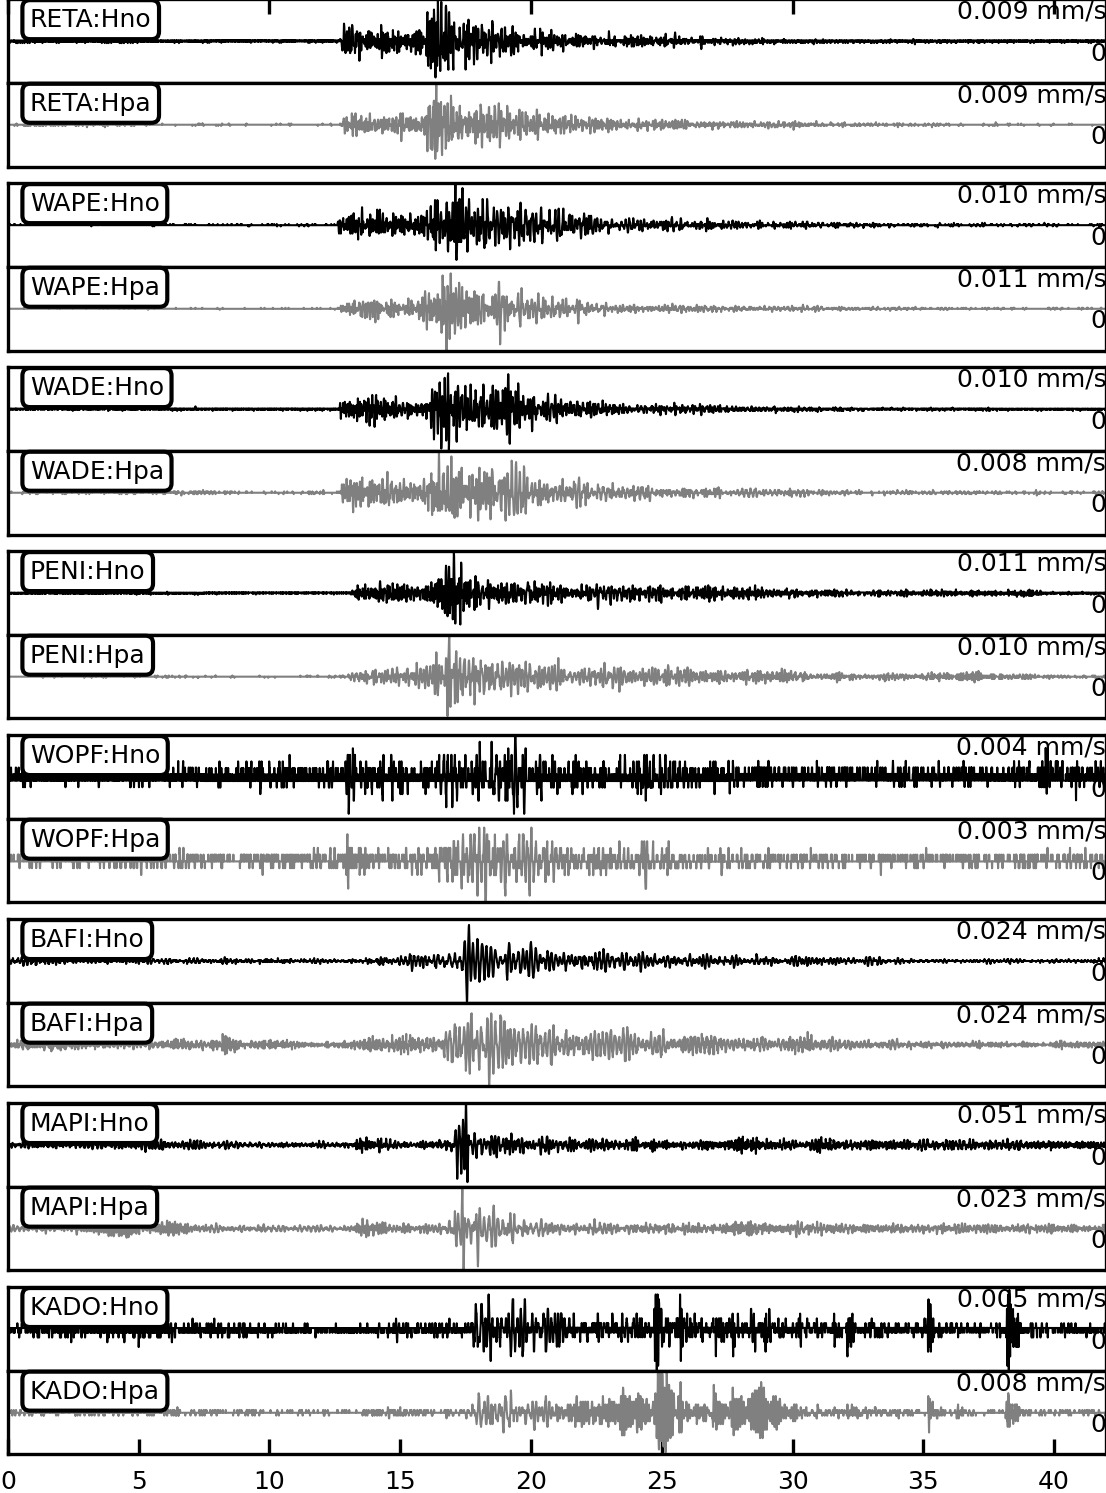 RETA:Hno 0.009 mm/s
0
RETA:Hpa 0.009 mm/s
0
WAPE:Hno 0.010 mm/s
0
WAPE:Hpa 0.011 mm/s
0
WADE:Hno 0.010 mm/s
0
WADE:Hpa 0.008 mm/s
0
PENI:Hno 0.011 mm/s
0
PENI:Hpa 0.010 mm/s
0
WOPF:Hno 0.004 mm/s
0
WOPF:Hpa 0.003 mm/s
0
BAFI:Hno 0.024 mm/s
0
BAFI:Hpa 0.024 mm/s
0
MAPI:Hno 0.051 mm/s
0
MAPI:Hpa 0.023 mm/s
0
KADO:Hno 0.005 mm/s
0
KADO:Hpa 0.008 mm/s
0
0 5 10 15 20 25 30 35 40